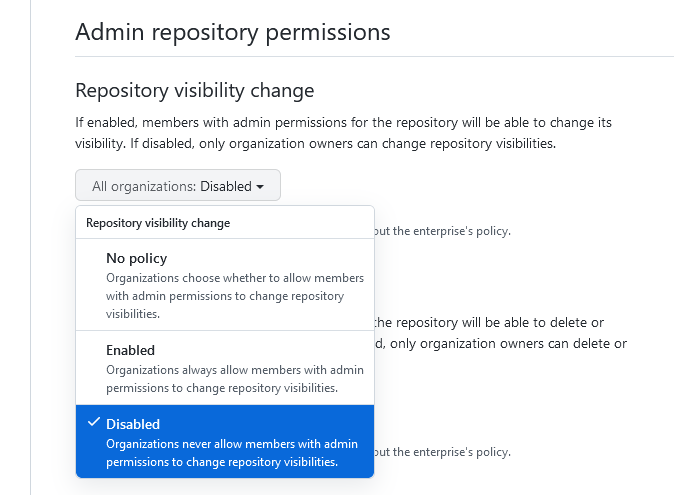 Admin repository permissions
Repository visibility change
If enabled, members with admin permissions for the repository will be able to change its
visibility. If disabled, only organization owners can change repository visibilities.
All organizations: Disabled
Repository visibility change
out the enterprise's policy.
No policy
Organizations choose whether to allow members
with admin permissions to change repository
visibilities.
the repository will be able to delete or
Enabled
, only organization owners can delete or
Organizations always allow members with admin
permissions to change repository visibilities.
Disabled
Organizations never allow members with admin
out the enterprise's policy.
permissions to change repository visibilities.